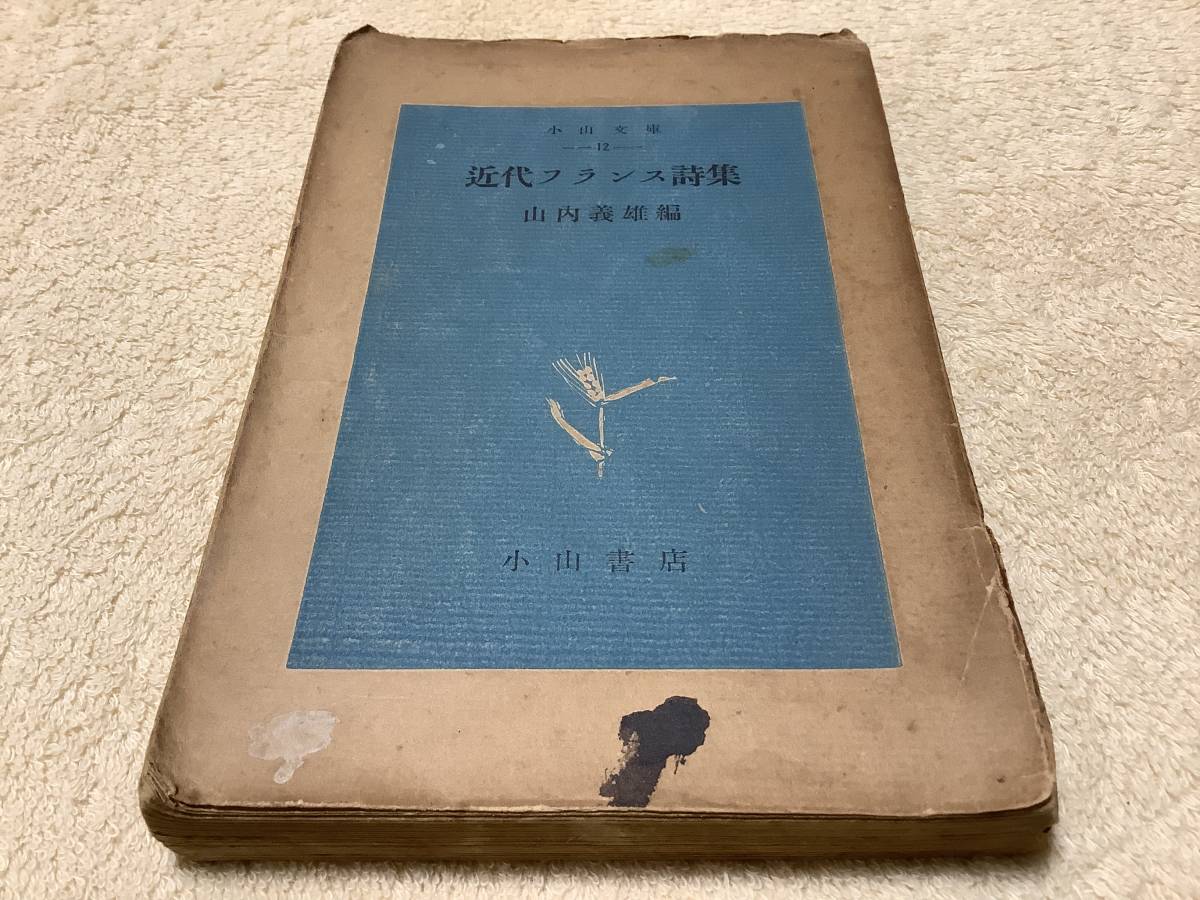 小山文庫
—12—
近代フランス詩集
山内義雄編
小山書店